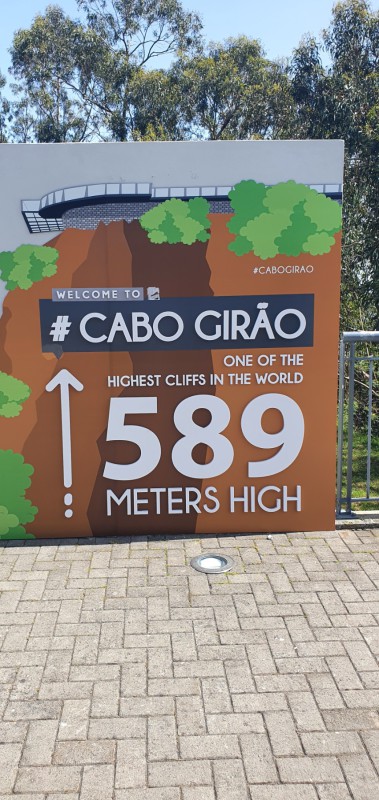 #CABOGIRAO
WELCOME TO
# CABO GIRÃO
ONE OF THE
HIGHEST CLIFFS IN THE WORLD
589
METERS HIGH